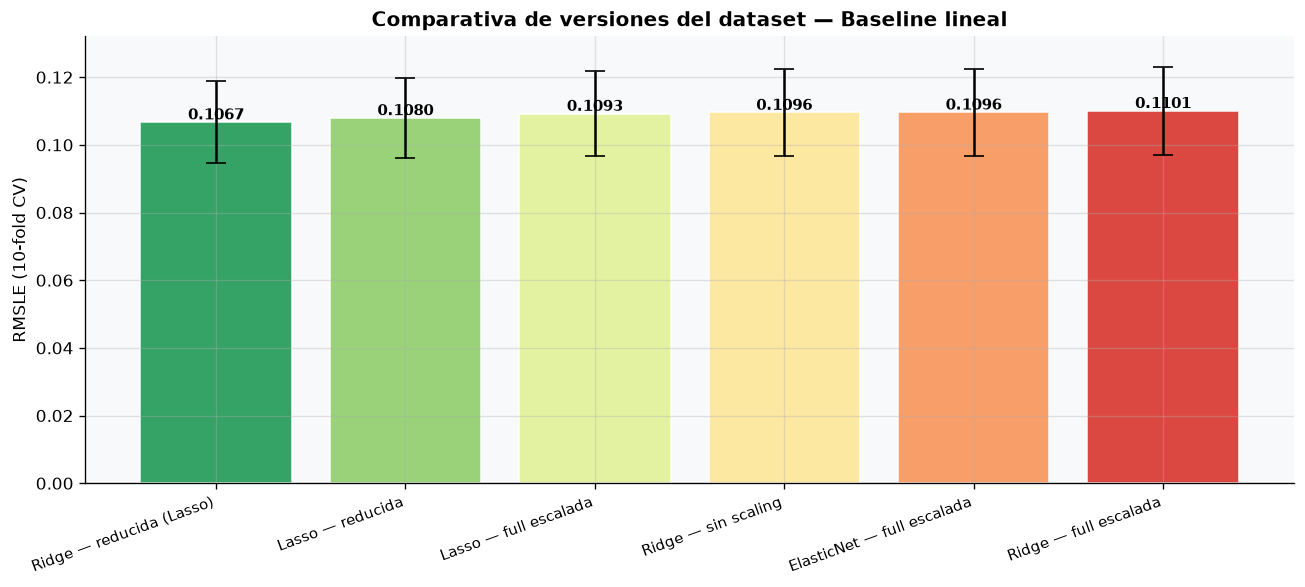 Comparativa de versiones del dataset — Baseline lineal
RMSLE (10-fold CV)
0.12
0.10
0.08
0.06
0.04
0.02
0.00
0.1067
0.1080
0.1093
0.1096
0.1096
0.1101
Ridge — reducida (Lasso)
Lasso — reducida
Lasso — full escalada
Ridge — sin scaling
ElasticNet — full escalada
Ridge — full escalada